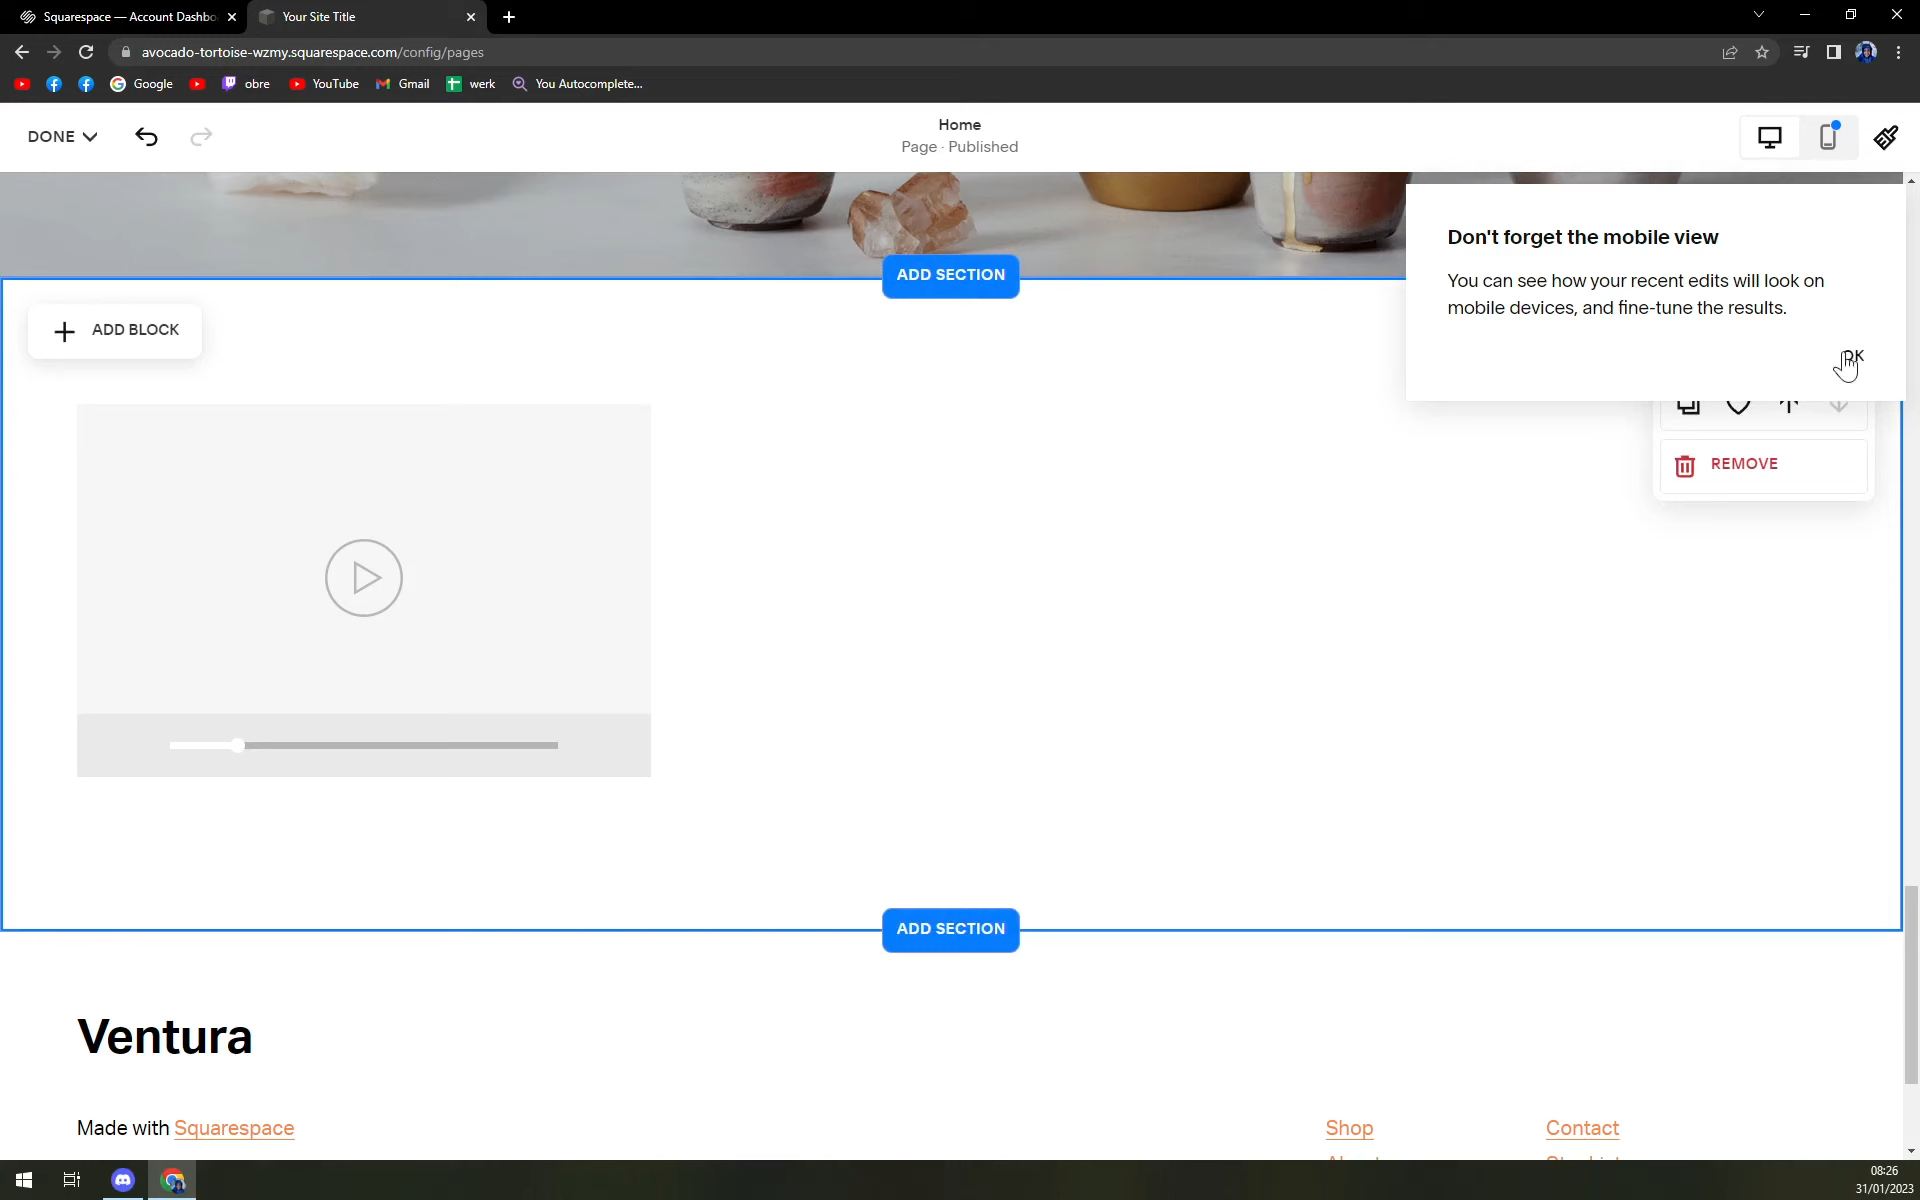 Squarespace — Account Dashbo
Your Site Title
avocado-tortoise-wzmy.squarespace.com/config/pages
Google
obre
YouTube
Gmail
werk
You Autocomplete...
DONE
Home
Page · Published
Don't forget the mobile view
You can see how your recent edits will look on
mobile devices, and fine-tune the results.
OK
ADD SECTION
ADD BLOCK
REMOVE
ADD SECTION
Ventura
Made with Squarespace
Shop
Contact
08:26
31/01/2023